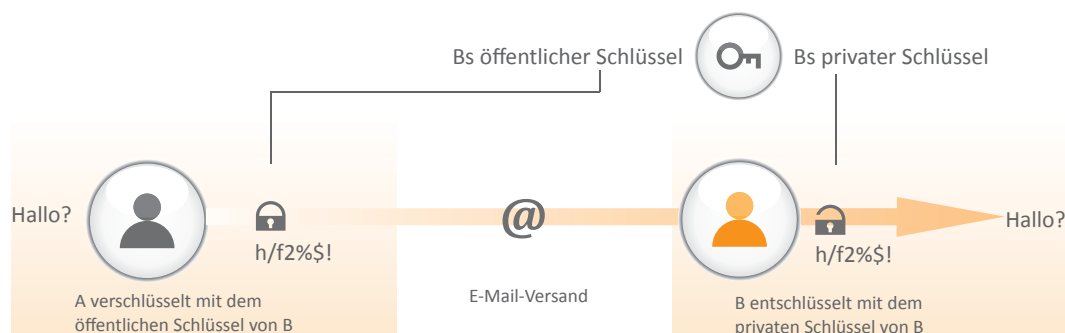 Bs öffentlicher Schlüssel
Bs privater Schlüssel
Hallo?
@
Hallo?
h/f2%$!
h/f2%$!
E-Mail-Versand
A verschlüsselt mit dem
öffentlichen Schlüssel von B
B entschlüsselt mit dem
privaten Schlüssel von B